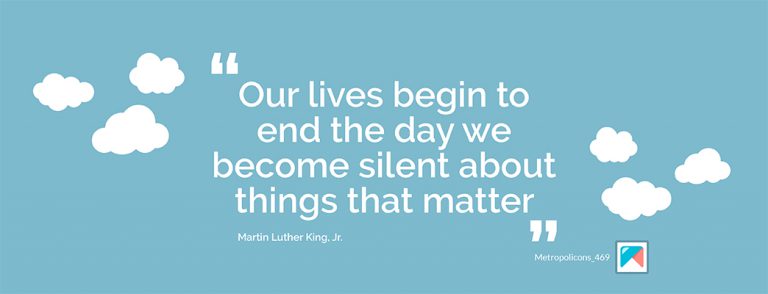 “
Our lives begin to
end the day we
become silent about
things that matter
”
Martin Luther King, Jr.
Metropolicons_469